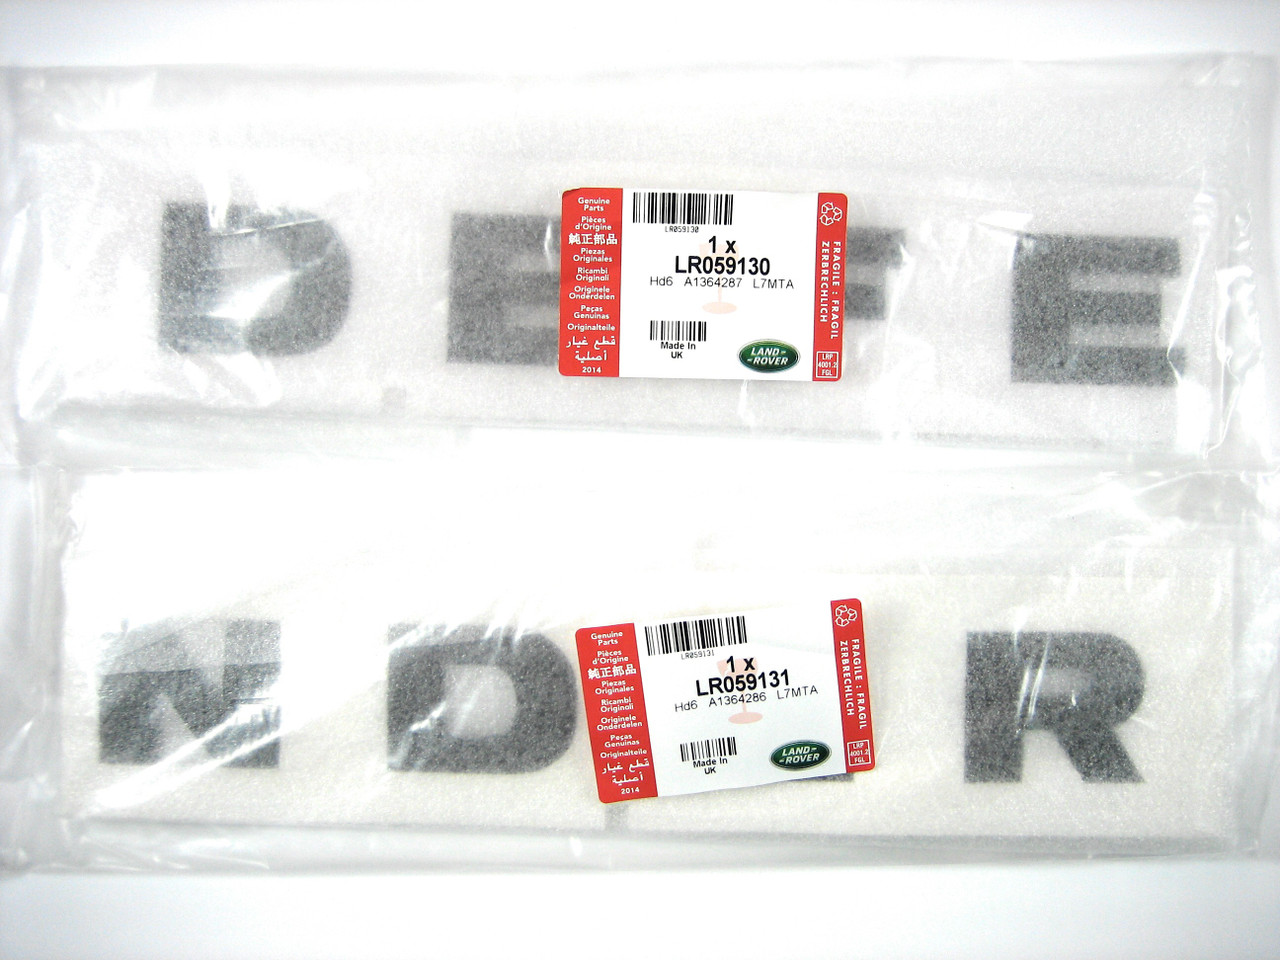 D E F E
Genuine
Parts
Pièces
d'Origine
純正部品
Piezas
Originales
Ricambi
Originali
Originele
Onderdelen
Peças
Genuínas
Originalteile
قطع غيار
أصلية
2014
LR059130
1 x
LR059130
Hd6 A1364287 L7MTA
Made In
UK
LAND-
-ROVER
FRAGILE : FRAGIL
ZERBRECHLICH
LRP
4001.2
FGL
N D R
Genuine
Parts
Pièces
d'Origine
純正部品
Piezas
Originales
Ricambi
Originali
Originele
Onderdelen
Peças
Genuínas
Originalteile
قطع غيار
أصلية
2014
LR059131
1 x
LR059131
Hd6 A1364286 L7MTA
Made In
UK
LAND-
-ROVER
FRAGILE : FRAGIL
ZERBRECHLICH
LRP
4001.2
FGL